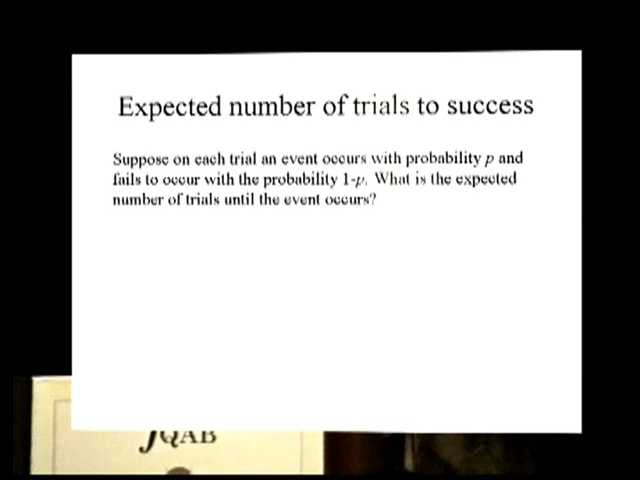 Expected number of trials to success
Suppose on each trial an event occurs with probability p and
fails to occur with the probability 1-p. What is the expected
number of trials until the event occurs?
JQAB